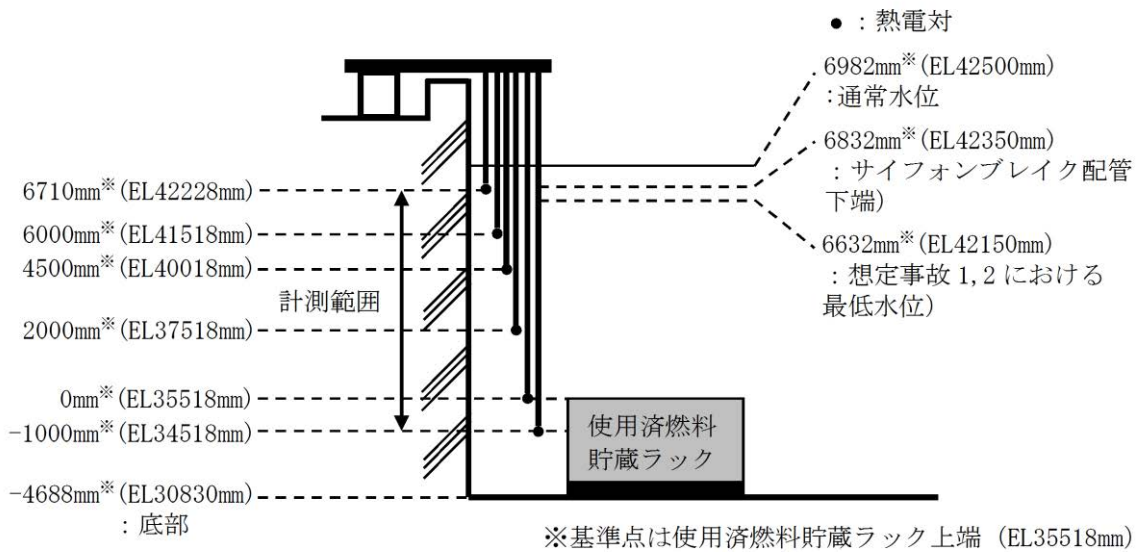 ●：熱電対
6982mm※(EL42500mm)
：通常水位
6832mm※(EL42350mm)
：サイフォンブレイク配管
下端)
6632mm※(EL42150mm)
：想定事故1,2における
最低水位)
6710mm※(EL42228mm)
6000mm※(EL41518mm)
4500mm※(EL40018mm)
計測範囲
2000mm※(EL37518mm)
0mm※(EL35518mm)
-1000mm※(EL34518mm)
使用済燃料
貯蔵ラック
-4688mm※(EL30830mm)
：底部
※基準点は使用済燃料貯蔵ラック上端（EL35518mm）